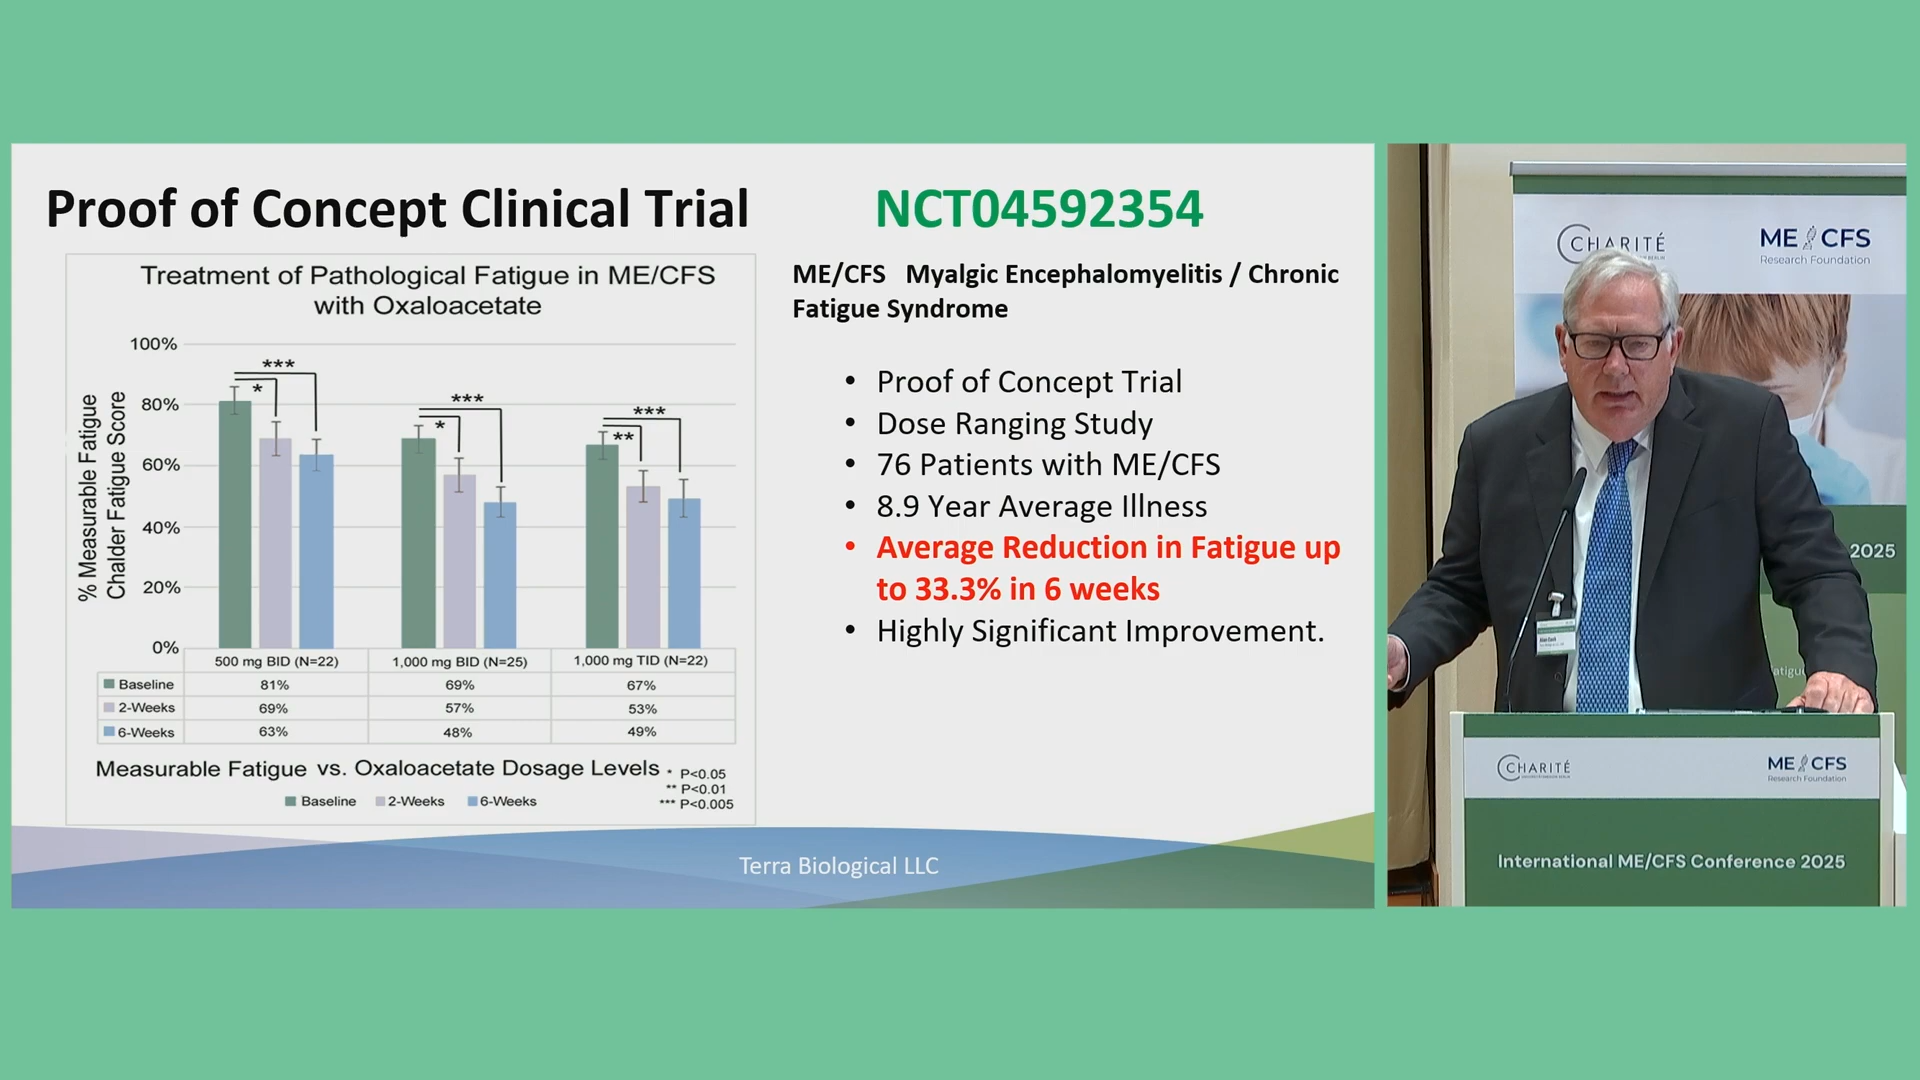 Proof of Concept Clinical Trial
NCT04592354
Treatment of Pathological Fatigue in ME/CFS
with Oxaloacetate
% Measurable Fatigue
Chalder Fatigue Score
100%
80%
60%
40%
20%
0%
***
*
***
*
***
**
500 mg BID (N=22)
1,000 mg BID (N=25)
1,000 mg TID (N=22)
Baseline 81% 69% 67%
2-Weeks 69% 57% 53%
6-Weeks 63% 48% 49%
Measurable Fatigue vs. Oxaloacetate Dosage Levels
* P<0.05
** P<0.01
*** P<0.005
Baseline 2-Weeks 6-Weeks
ME/CFS Myalgic Encephalomyelitis / Chronic
Fatigue Syndrome
• Proof of Concept Trial
• Dose Ranging Study
• 76 Patients with ME/CFS
• 8.9 Year Average Illness
• Average Reduction in Fatigue up
to 33.3% in 6 weeks
• Highly Significant Improvement.
Terra Biological LLC
CHARITÉ
ME CFS
Research Foundation
2025
CHARITÉ
ME CFS
Research Foundation
International ME/CFS Conference 2025